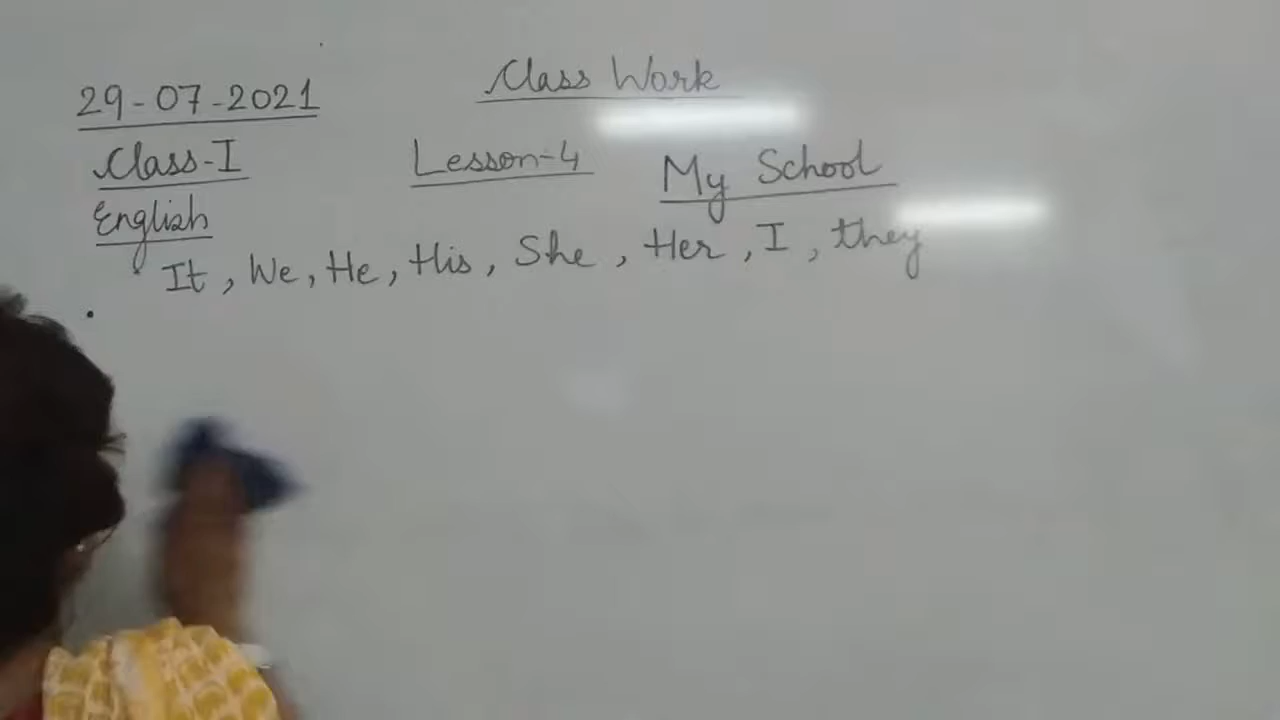 Class Work
29-07-2021
Class-I Lesson-4 My School
English
It, We, He, His, She, Her, I, they